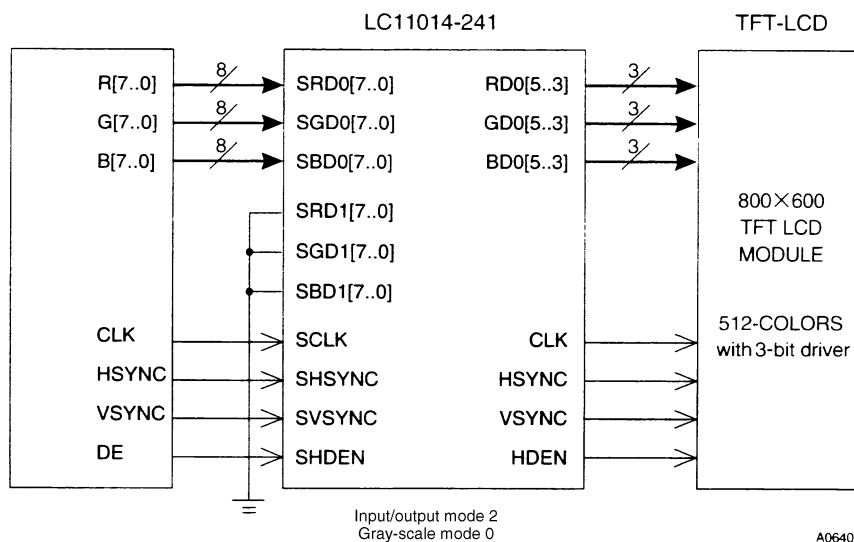 LC11014-241
TFT-LCD
R[7..0]
8
SRD0[7..0]
RD0[5..3]
3
G[7..0]
8
SGD0[7..0]
GD0[5..3]
3
B[7..0]
8
SBD0[7..0]
BD0[5..3]
3
SRD1[7..0]
SGD1[7..0]
SBD1[7..0]
800×600
TFT LCD
MODULE
512-COLORS
with 3-bit driver
CLK
SCLK
CLK
HSYNC
SHSYNC
HSYNC
VSYNC
SVSYNC
VSYNC
DE
SHDEN
HDEN
Input/output mode 2
Gray-scale mode 0
A0640